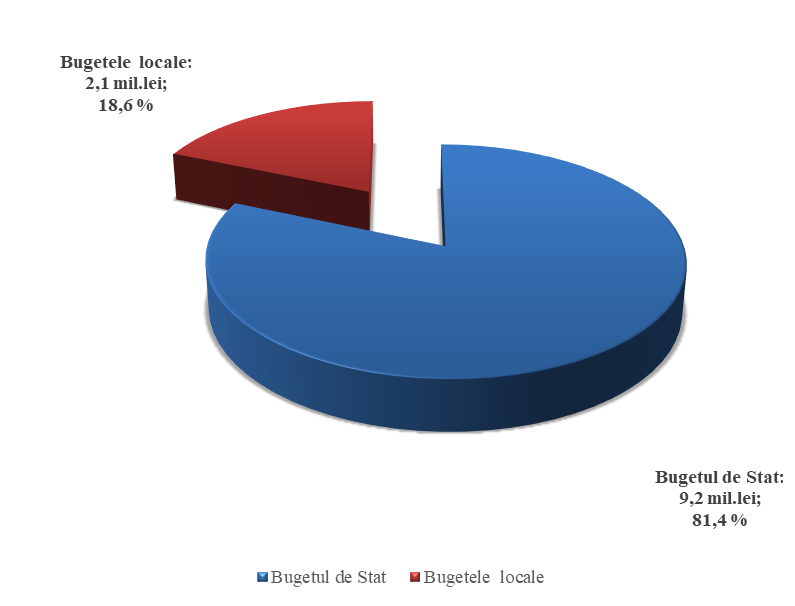 Bugetele locale:
2,1 mil.lei;
18,6 %
Bugetul de Stat:
9,2 mil.lei;
81,4 %
Bugetul de Stat
Bugetele locale